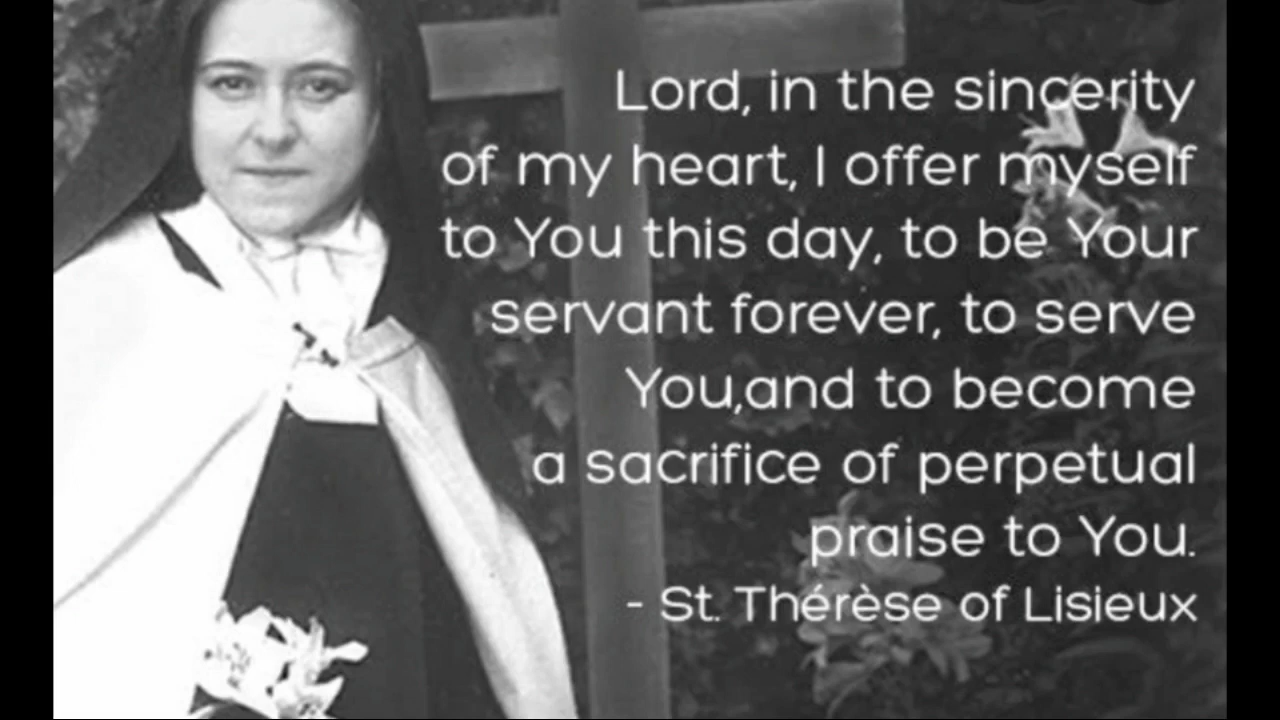 Lord, in the sincerity
of my heart, I offer myself
to You this day, to be Your
servant forever, to serve
You,and to become
a sacrifice of perpetual
praise to You.
- St. Thérèse of Lisieux